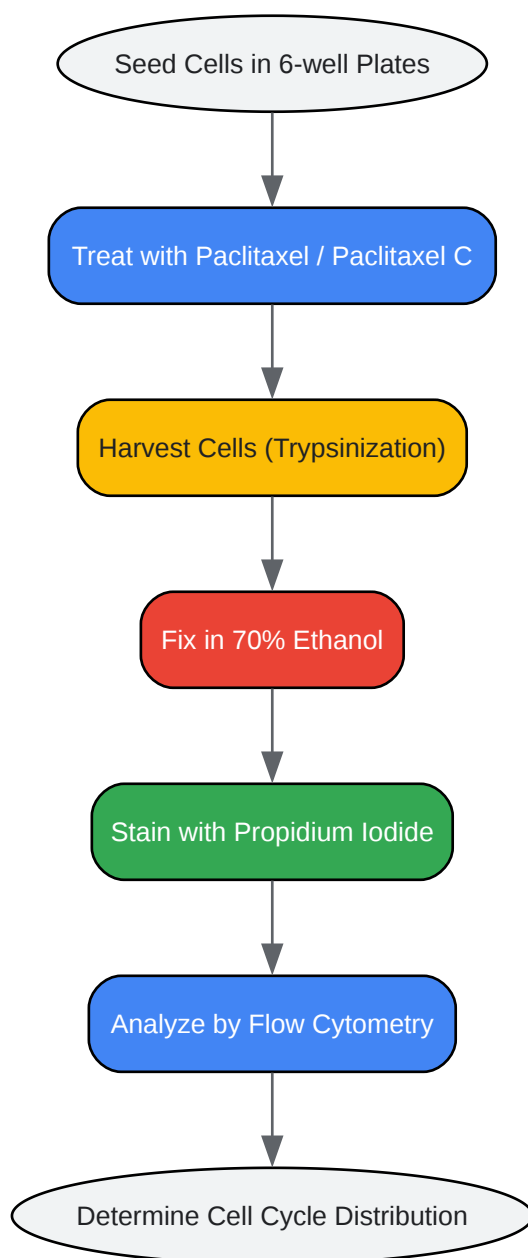 Seed Cells in 6-well Plates
Treat with Paclitaxel / Paclitaxel C
Harvest Cells (Trypsinization)
Fix in 70% Ethanol
Stain with Propidium Iodide
Analyze by Flow Cytometry
Determine Cell Cycle Distribution